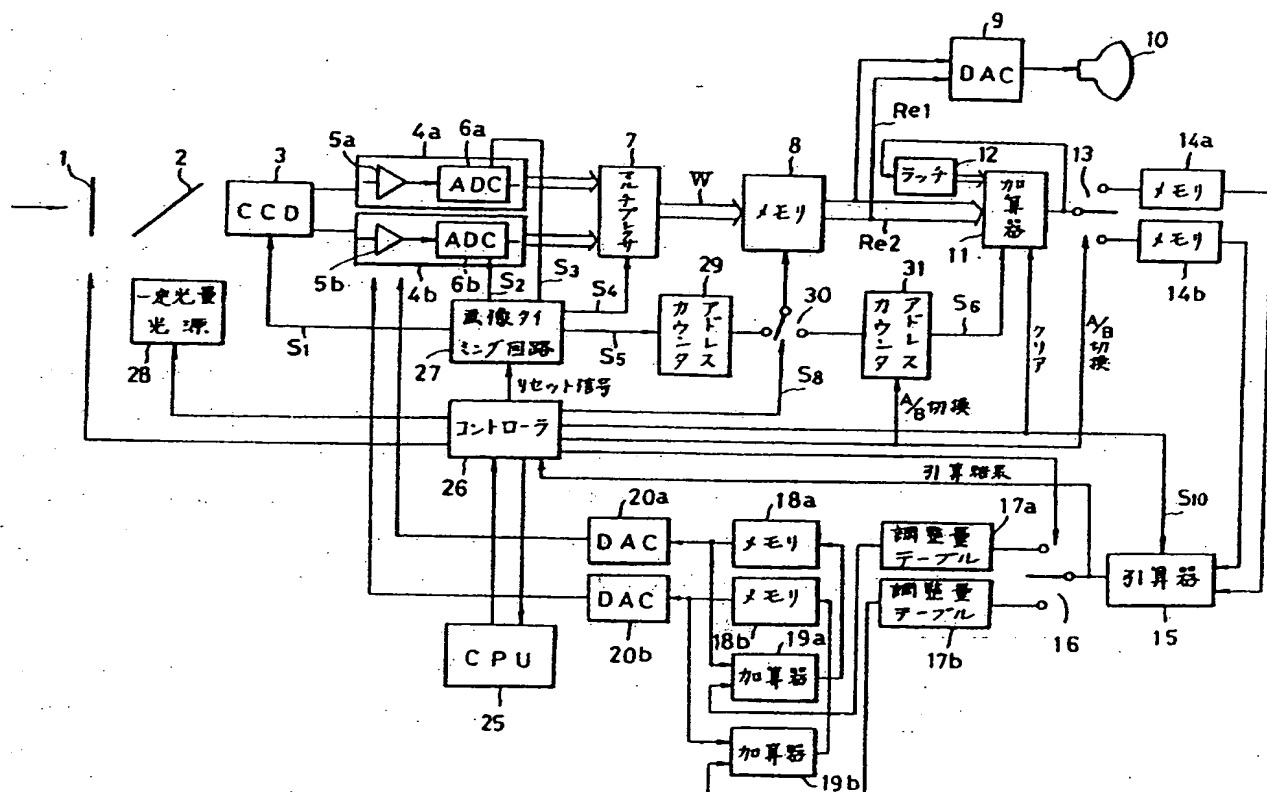 9
10
DAC
Re1
1
2
3
CCD
4a
5a
6a
ADC
5b
ADC
4b
6b
7
マルチプレクサ
W
8
メモリ
Re2
12
ラッチ
加算器
11
13
14a
メモリ
メモリ
14b
S1
S2
S3
S4
S5
一定光量
光源
28
画像タイ
ミング回路
27
リセット信号
29
アドレス
カウンタ
30
31
アドレス
カウンタ
S6
クリア
A/B切換
S8
A/B切換
コントローラ
26
引算結果
S10
20a
DAC
DAC
20b
18a
メモリ
メモリ
18b
19a
加算器
加算器
19b
17a
調整量
テーブル
調整量
テーブル
17b
16
引算器
15
CPU
25